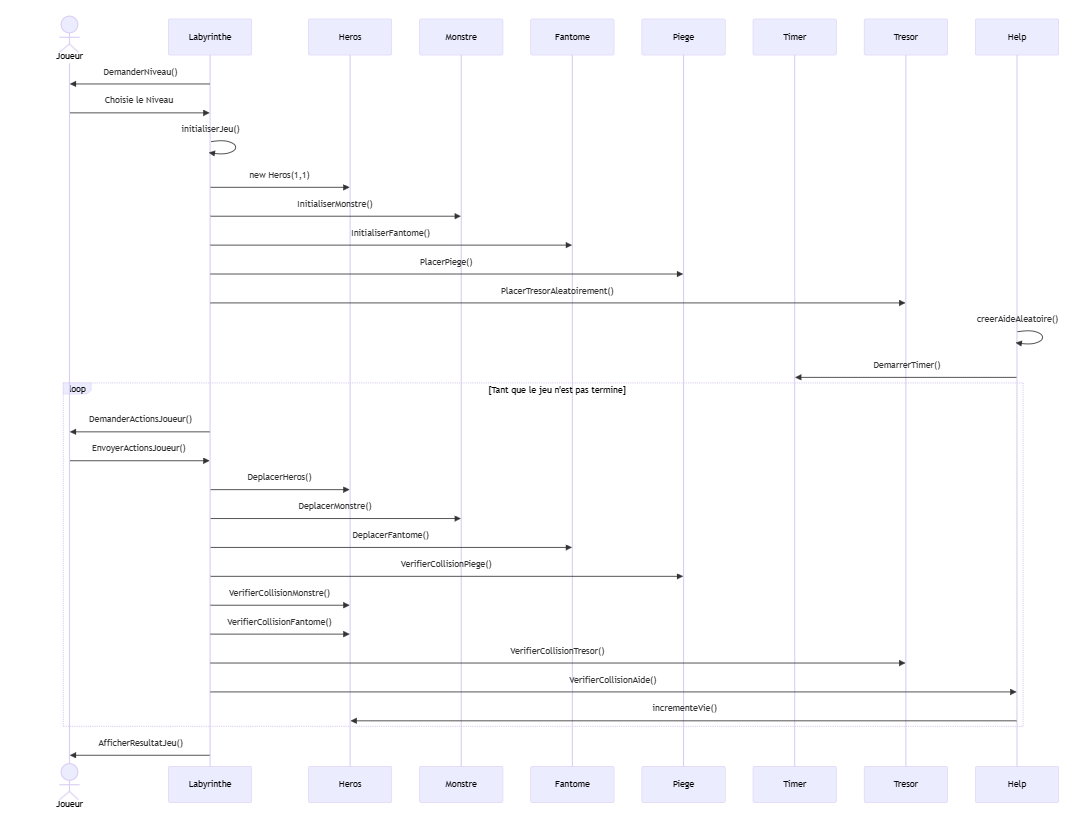 Joueur
Labyrinthe
Heros
Monstre
Fantome
Piege
Timer
Tresor
Help
DemanderNiveau()
Choisie le Niveau
initialiserJeu()
new Heros(1,1)
InitialiserMonstre()
InitialiserFantome()
PlacerPiege()
PlacerTresorAleatoirement()
creerAideAleatoire()
DemarrerTimer()
loop
[Tant que le jeu n'est pas termine]
DemanderActionsJoueur()
EnvoyerActionsJoueur()
DeplacerHeros()
DeplacerMonstre()
DeplacerFantome()
VerifierCollisionPiege()
VerifierCollisionMonstre()
VerifierCollisionFantome()
VerifierCollisionTresor()
VerifierCollisionAide()
incrementeVie()
AfficherResultatJeu()
Joueur
Labyrinthe
Heros
Monstre
Fantome
Piege
Timer
Tresor
Help